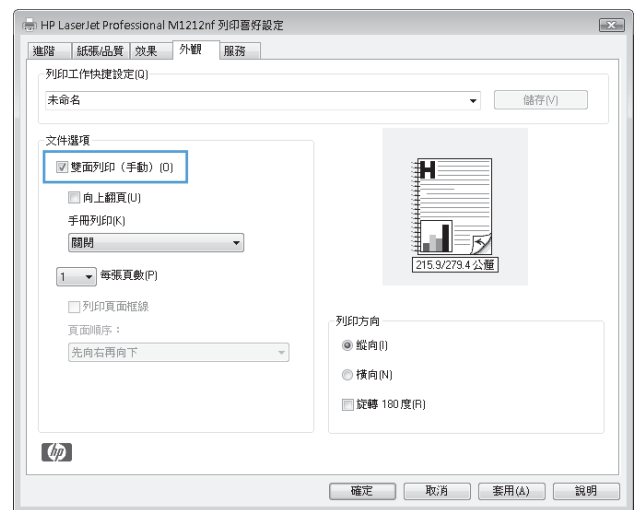 HP LaserJet Professional M1212nf 列印喜好設定
進階 紙張/品質 效果 外觀 服務
列印工作快捷設定(Q)
未命名 儲存(V)
文件選項
雙面列印(手動)(O)
向上翻頁(U)
手冊列印(K)
關閉
1 每張頁數(P)
列印頁面框線
頁面順序:
先向右再向下
H
215.9/279.4 公釐
列印方向
縱向(I)
橫向(N)
旋轉 180 度(R)
hp
確定 取消 套用(A) 說明